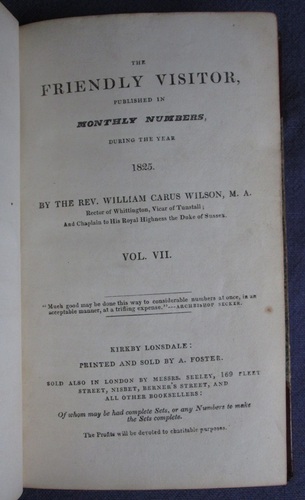 THE
FRIENDLY VISITOR,
PUBLISHED IN
MONTHLY NUMBERS,
DURING THE YEAR
1825.
BY THE REV. WILLIAM CARUS WILSON, M. A.
Rector of Whittington, Vicar of Tunstall;
And Chaplain to His Royal Highness the Duke of Sussex.
VOL. VII.
"Much good may be done this way to considerable numbers at once, in an
acceptable manner, at a trifling expense."—ARCHBISHOP SECKER.
KIRKBY LONSDALE:
PRINTED AND SOLD BY A. FOSTER.
SOLD ALSO IN LONDON BY MESSRS. SEELEY, 169 FLEET
STREET, NISBET, BERNER'S STREET, AND
ALL OTHER BOOKSELLERS:
Of whom may be had complete Sets, or any Numbers to make
the Sets complete.
The Profits will be devoted to charitable purposes.